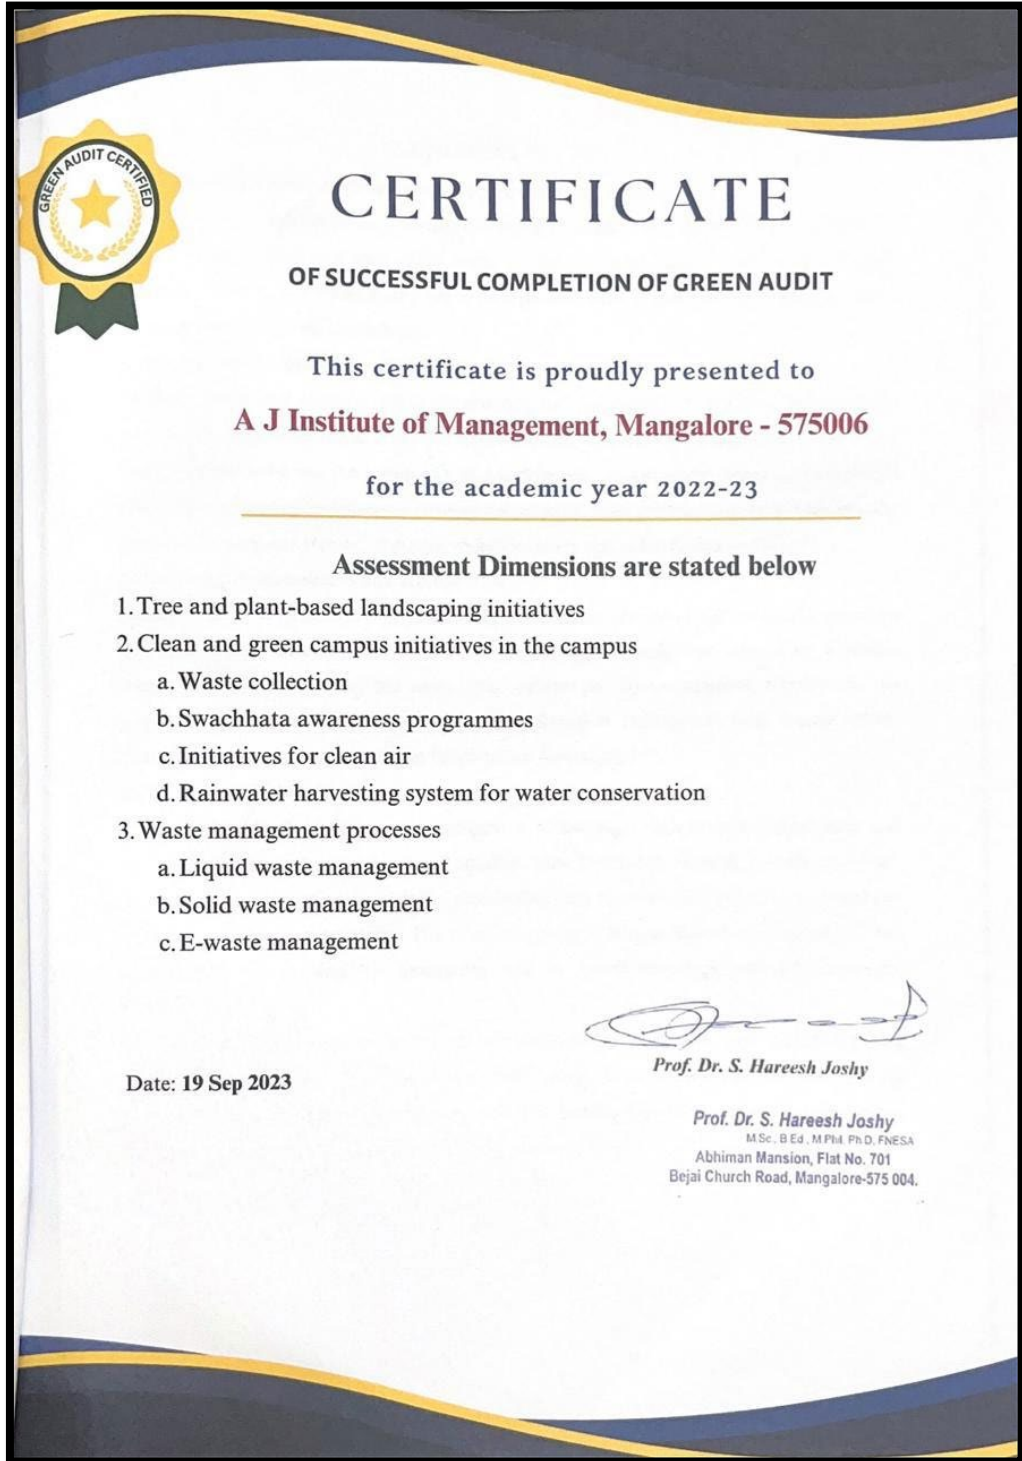 GREEN AUDIT CERTIFIED
CERTIFICATE
OF SUCCESSFUL COMPLETION OF GREEN AUDIT
This certificate is proudly presented to
A J Institute of Management, Mangalore - 575006
for the academic year 2022-23
Assessment Dimensions are stated below
1. Tree and plant-based landscaping initiatives
2. Clean and green campus initiatives in the campus
a. Waste collection
b. Swachhata awareness programmes
c. Initiatives for clean air
d. Rainwater harvesting system for water conservation
3. Waste management processes
a. Liquid waste management
b. Solid waste management
c. E-waste management
Prof. Dr. S. Hareesh Joshy
Date: 19 Sep 2023
Prof. Dr. S. Hareesh Joshy
M Sc, B Ed, M Phil, Ph D, FNESA
Abhiman Mansion, Flat No. 701
Bejai Church Road, Mangalore-575 004.